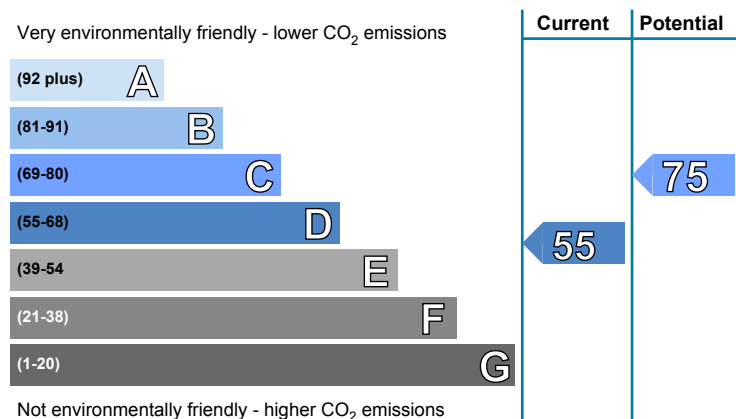 Current Potential
Very environmentally friendly - lower CO₂ emissions
(92 plus) A
(81-91) B
(69-80) C
75
(55-68) D
55
(39-54 E
(21-38) F
(1-20) G
Not environmentally friendly - higher CO₂ emissions